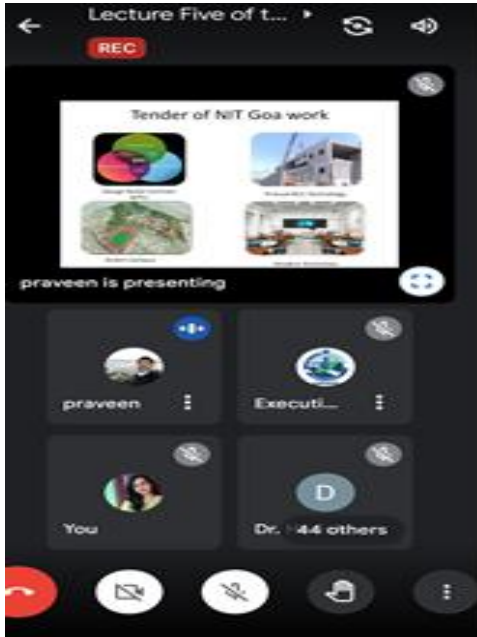 Lecture Five of t...
REC
Tender of NIT Goa work
praveen is presenting
praveen
Executi...
You
D
Dr.
44 others